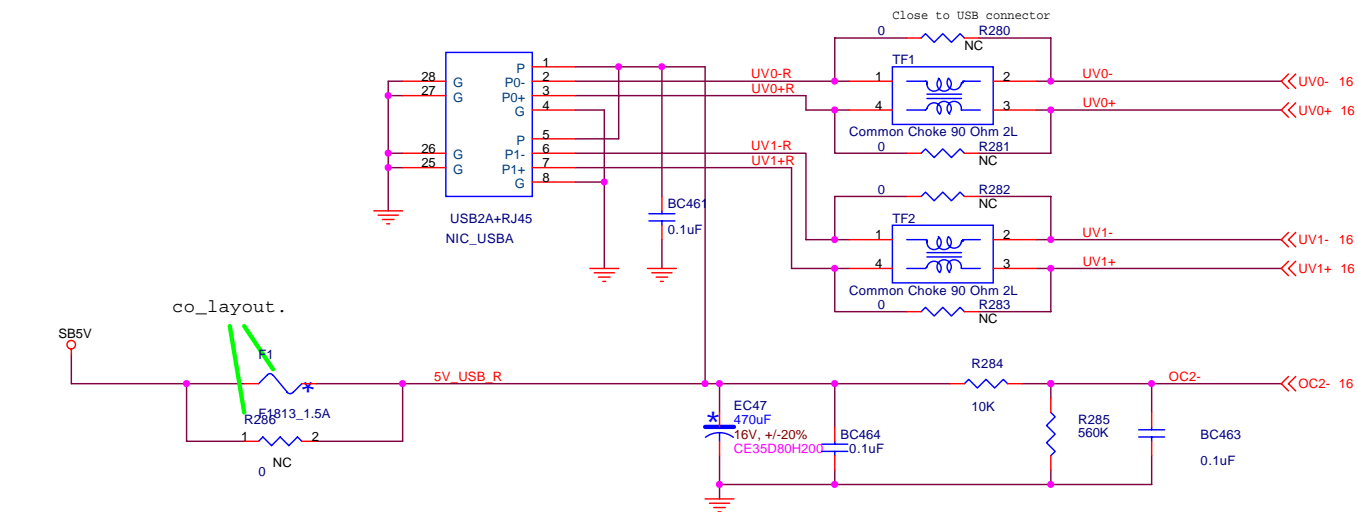 Close to USB connector
0 R280
NC
TF1
1 2
4 3
Common Choke 90 Ohm 2L
0 R281
NC
UV0-R
UV0+R
UV0-
UV0+
UV0- 16
UV0+ 16
28 G
27 G
26 G
25 G
P 1
P0- 2
P0+ 3
G 4
P 5
P1- 6
P1+ 7
G 8
USB2A+RJ45
NIC_USBA
UV1-R
UV1+R
BC461
0.1uF
0 R282
NC
TF2
1 2
4 3
Common Choke 90 Ohm 2L
0 R283
NC
UV1-
UV1+
UV1- 16
UV1+ 16
co_layout.
SB5V
F1
*
F1813_1.5A
R286
1 2
NC
0
5V_USB_R
*
EC47
470uF
16V, +/-20%
CE35D80H200
BC464
0.1uF
R284
10K
R285
560K
OC2-
BC463
0.1uF
OC2- 16